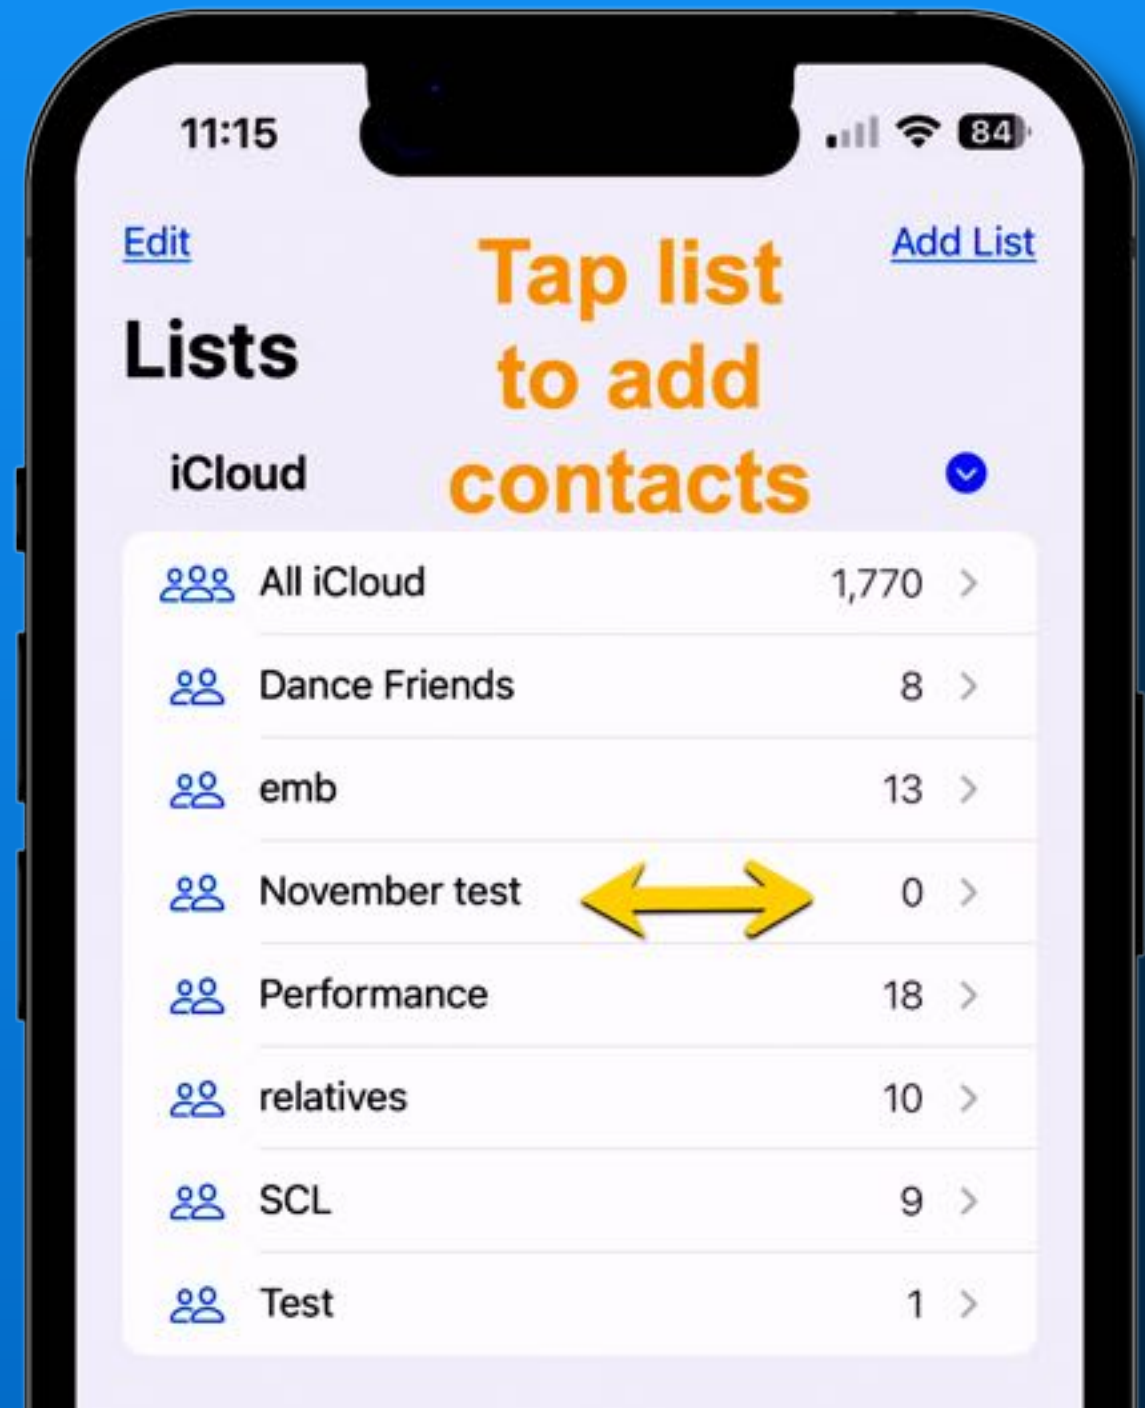 11:15 84
Edit Add List
Tap list
to add
contacts
Lists
iCloud
All iCloud 1,770
Dance Friends 8
emb 13
November test 0
Performance 18
relatives 10
SCL 9
Test 1